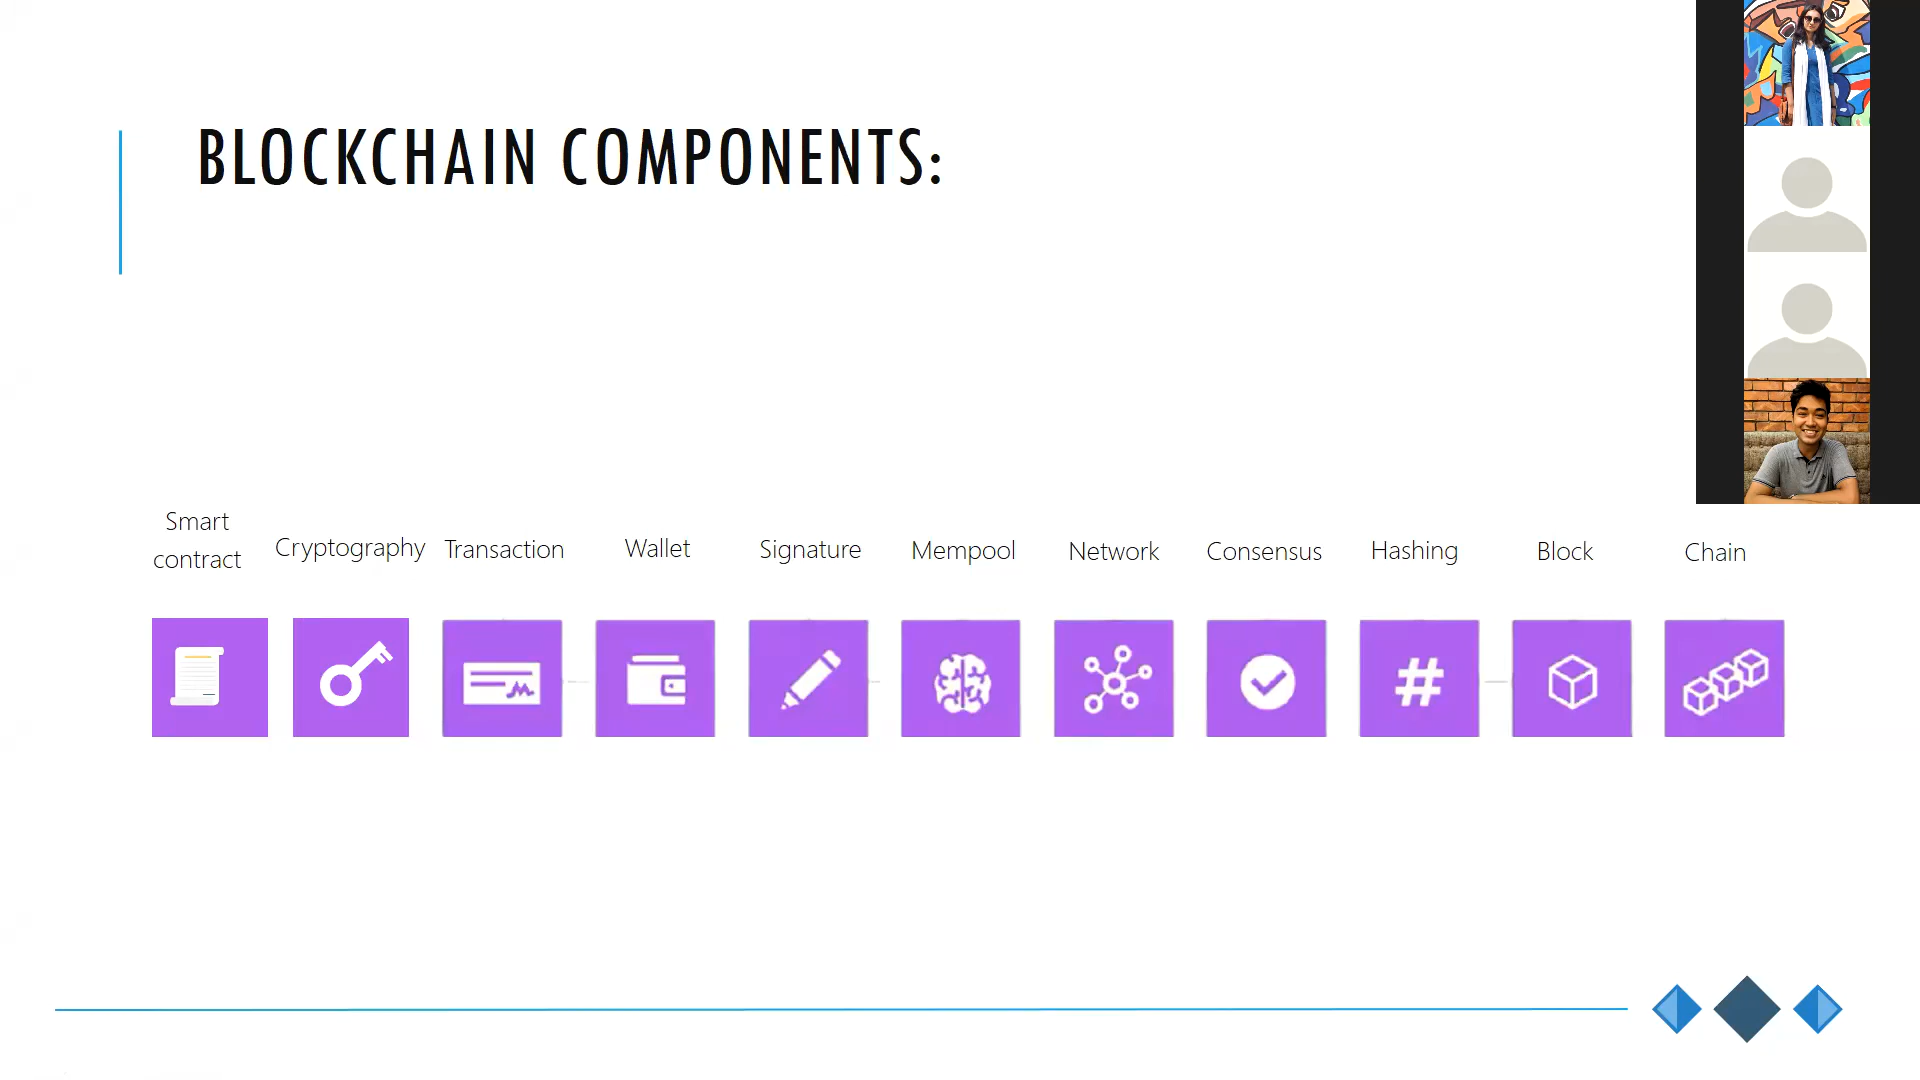 BLOCKCHAIN COMPONENTS:
Smart
contract
Cryptography
Transaction
Wallet
Signature
Mempool
Network
Consensus
Hashing
Block
Chain
#